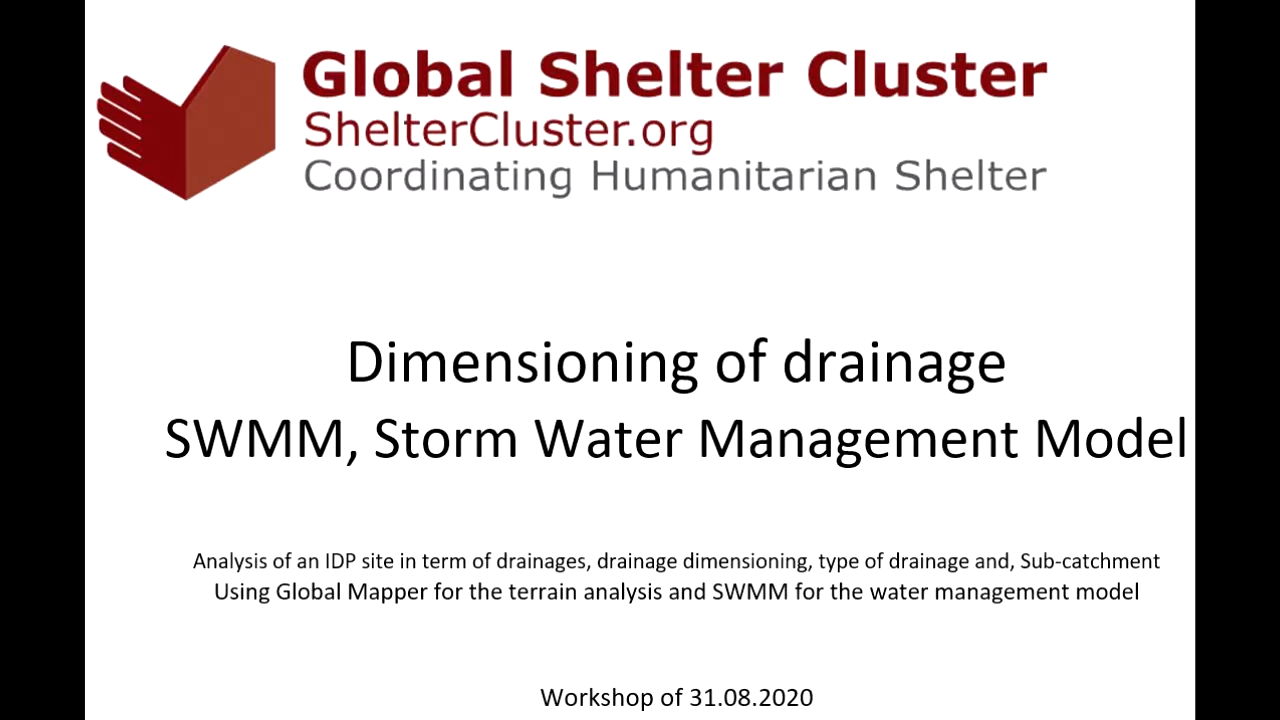 Global Shelter Cluster
ShelterCluster.org
Coordinating Humanitarian Shelter
Dimensioning of drainage
SWMM, Storm Water Management Model
Analysis of an IDP site in term of drainages, drainage dimensioning, type of drainage and, Sub-catchment
Using Global Mapper for the terrain analysis and SWMM for the water management model
Workshop of 31.08.2020